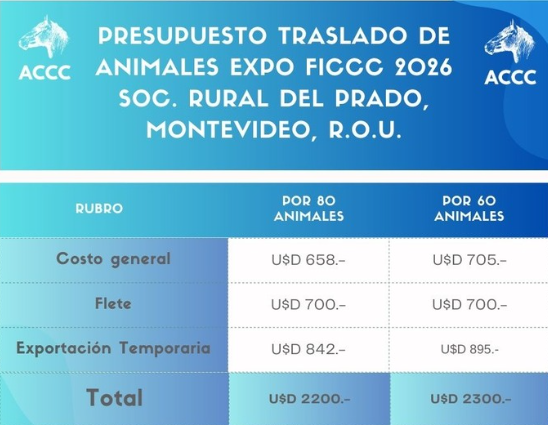 ACCC
PRESUPUESTO TRASLADO DE
ANIMALES EXPO FICCC 2026
SOC. RURAL DEL PRADO,
MONTEVIDEO, R.O.U.
ACCC
RUBRO
POR 80
ANIMALES
POR 60
ANIMALES
Costo general
U$D 658.-
U$D 705.-
Flete
U$D 700.-
U$D 700.-
Exportación Temporaria
U$D 842.-
U$D 895.-
Total
U$D 2200.-
U$D 2300.-